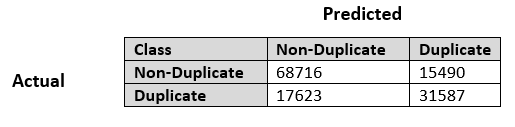 Predicted
Class Non-Duplicate Duplicate
Actual
Non-Duplicate 68716 15490
Duplicate 17623 31587